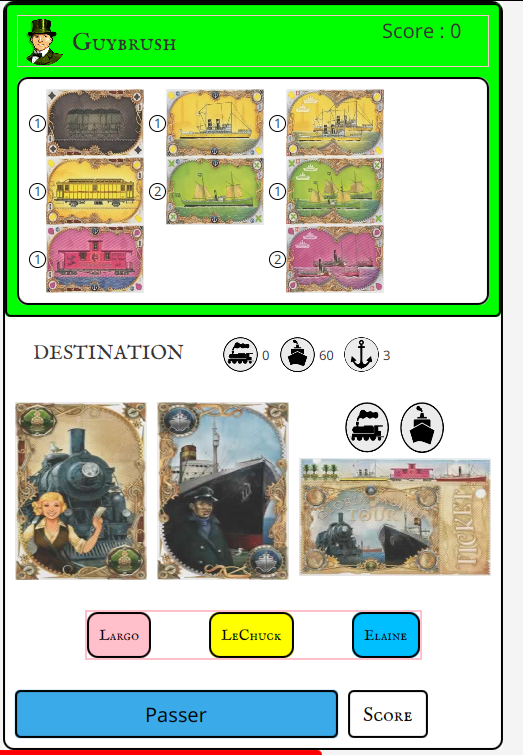 Guybrush
Score : 0
1 1 1
1 2 1
1 2
DESTINATION 0 60 3
TICKET
Largo LeChuck Elaine
Passer Score